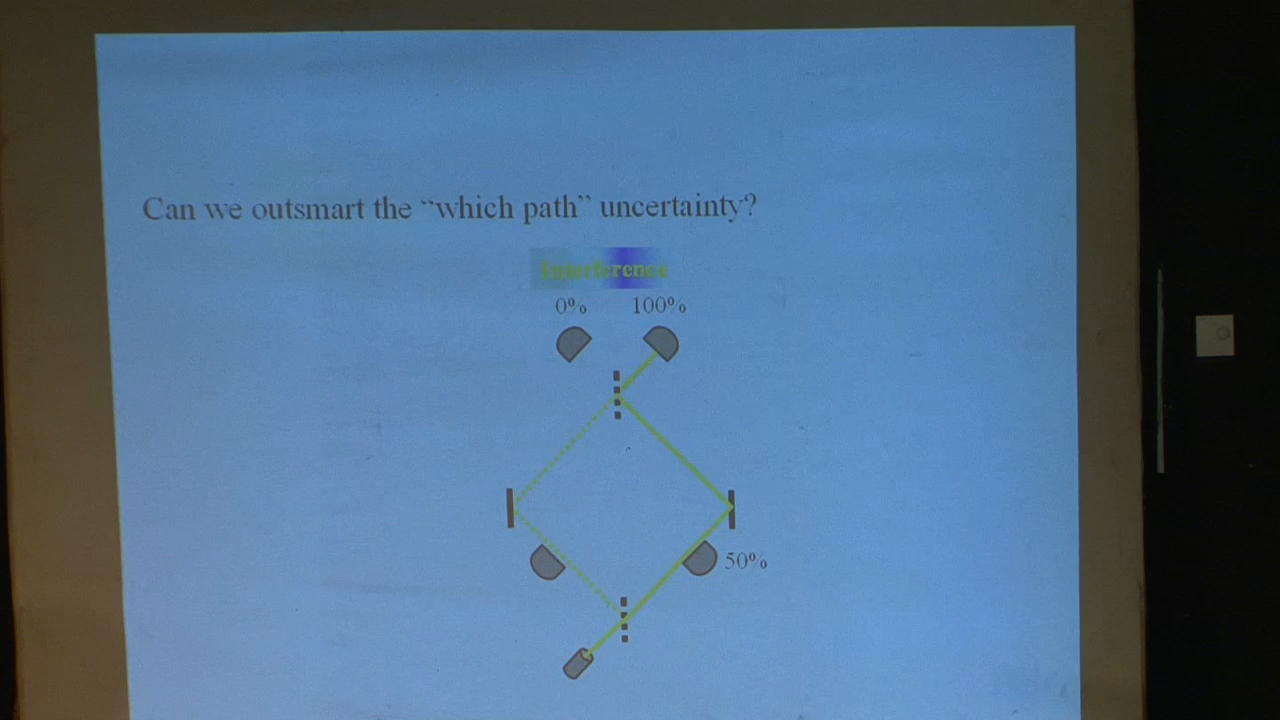 Can we outsmart the “which path” uncertainty?
Interference
0% 100%
50%